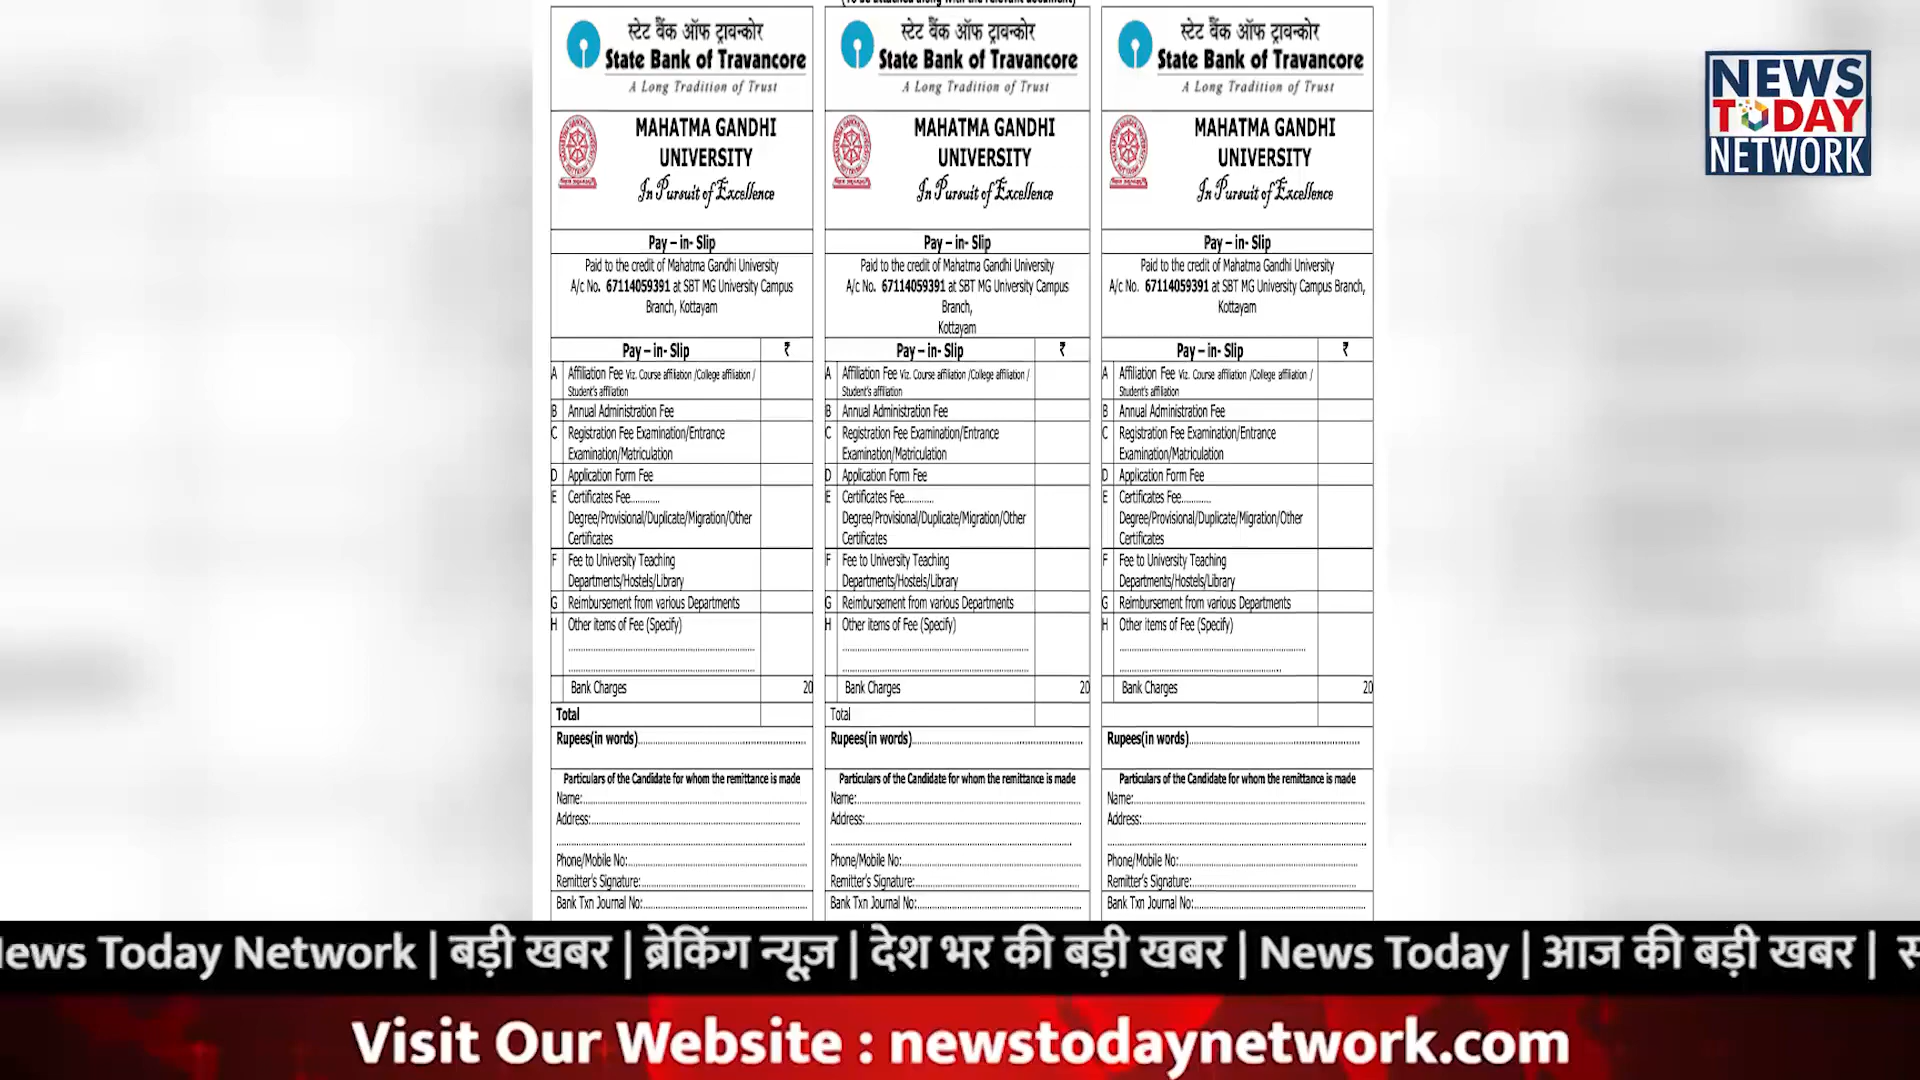 (To be attached along with the relevant document)
स्टेट बैंक ऑफ ट्रावन्कोर
State Bank of Travancore
A Long Tradition of Trust
MAHATMA GANDHI
UNIVERSITY
In Pursuit of Excellence
Pay – in- Slip
Paid to the credit of Mahatma Gandhi University
A/c No. 67114059391 at SBT MG University Campus
Branch, Kottayam
Pay – in- Slip ₹
A Affiliation Fee Viz. Course affiliation /College affiliation /
Student's affiliation
B Annual Administration Fee
C Registration Fee Examination/Entrance
Examination/Matriculation
D Application Form Fee
E Certificates Fee............
Degree/Provisional/Duplicate/Migration/Other
Certificates
F Fee to University Teaching
Departments/Hostels/Library
G Reimbursement from various Departments
H Other items of Fee (Specify)
Bank Charges 20
Total
Rupees(in words)
Particulars of the Candidate for whom the remittance is made
Name:
Address:
Phone/Mobile No:
Remitter's Signature:
Bank Txn Journal No:
स्टेट बैंक ऑफ ट्रावन्कोर
State Bank of Travancore
A Long Tradition of Trust
MAHATMA GANDHI
UNIVERSITY
In Pursuit of Excellence
Pay – in- Slip
Paid to the credit of Mahatma Gandhi University
A/c No. 67114059391 at SBT MG University Campus
Branch,
Kottayam
Pay – in- Slip ₹
A Affiliation Fee Viz. Course affiliation /College affiliation /
Student's affiliation
B Annual Administration Fee
C Registration Fee Examination/Entrance
Examination/Matriculation
D Application Form Fee
E Certificates Fee............
Degree/Provisional/Duplicate/Migration/Other
Certificates
F Fee to University Teaching
Departments/Hostels/Library
G Reimbursement from various Departments
H Other items of Fee (Specify)
Bank Charges 20
Total
Rupees(in words)
Particulars of the Candidate for whom the remittance is made
Name:
Address:
Phone/Mobile No:
Remitter's Signature:
Bank Txn Journal No:
स्टेट बैंक ऑफ ट्रावन्कोर
State Bank of Travancore
A Long Tradition of Trust
MAHATMA GANDHI
UNIVERSITY
In Pursuit of Excellence
Pay – in- Slip
Paid to the credit of Mahatma Gandhi University
A/c No. 67114059391 at SBT MG University Campus Branch,
Kottayam
Pay – in- Slip ₹
A Affiliation Fee Viz. Course affiliation /College affiliation /
Student's affiliation
B Annual Administration Fee
C Registration Fee Examination/Entrance
Examination/Matriculation
D Application Form Fee
E Certificates Fee............
Degree/Provisional/Duplicate/Migration/Other
Certificates
F Fee to University Teaching
Departments/Hostels/Library
G Reimbursement from various Departments
H Other items of Fee (Specify)
Bank Charges 20
Rupees(in words)
Particulars of the Candidate for whom the remittance is made
Name:
Address:
Phone/Mobile No:
Remitter's Signature:
Bank Txn Journal No:
NEWS
TODAY
NETWORK
ews Today Network | बड़ी खबर | ब्रेकिंग न्यूज़ | देश भर की बड़ी खबर | News Today | आज की बड़ी खबर | स
Visit Our Website : newstodaynetwork.com